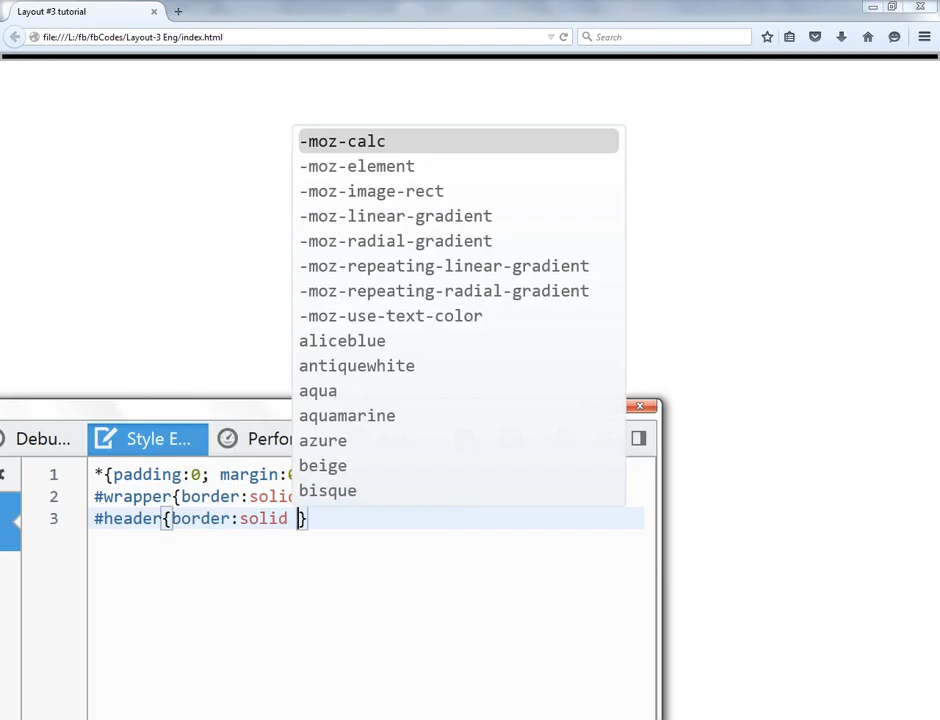 Layout #3 tutorial
file:///L:/fb/fbCodes/Layout-3 Eng/index.html
Search
-moz-calc
-moz-element
-moz-image-rect
-moz-linear-gradient
-moz-radial-gradient
-moz-repeating-linear-gradient
-moz-repeating-radial-gradient
-moz-use-text-color
aliceblue
antiquewhite
aqua
aquamarine
azure
beige
bisque
Debu...
Style E...
Perfo
1 *{padding:0; margin:0
2 #wrapper{border:solid
3 #header{border:solid }